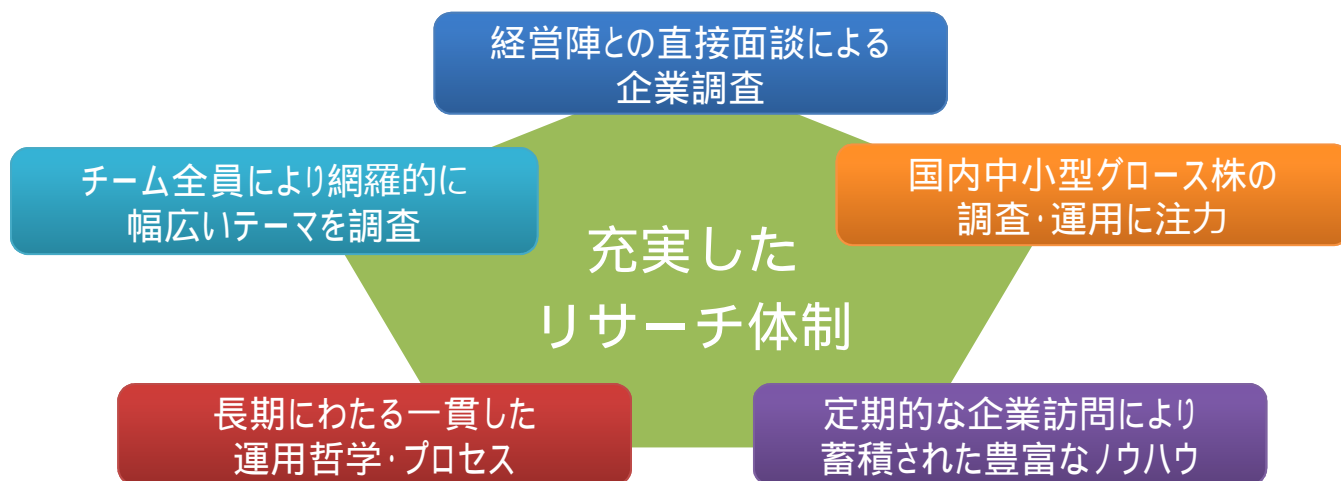 経営陣との直接面談による
企業調査
チーム全員により網羅的に
幅広いテーマを調査
国内中小型グロース株の
調査・運用に注力
充実した
リサーチ体制
長期にわたる一貫した
運用哲学・プロセス
定期的な企業訪問により
蓄積された豊富なノウハウ